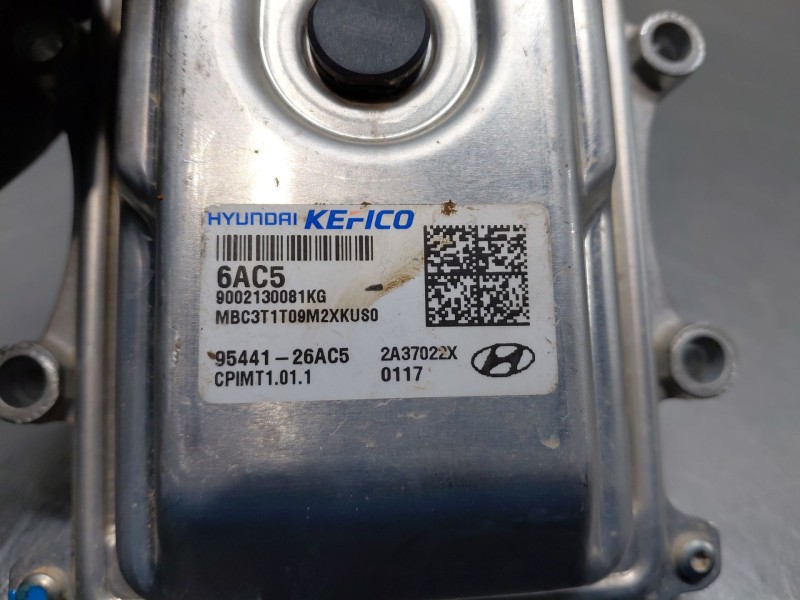 HYUNDAI KEFICO
6AC5
9002130081KG
MBC3T1T09M2XKUS0
95441-26AC5 2A37022X
CPIMT1.01.1 0117